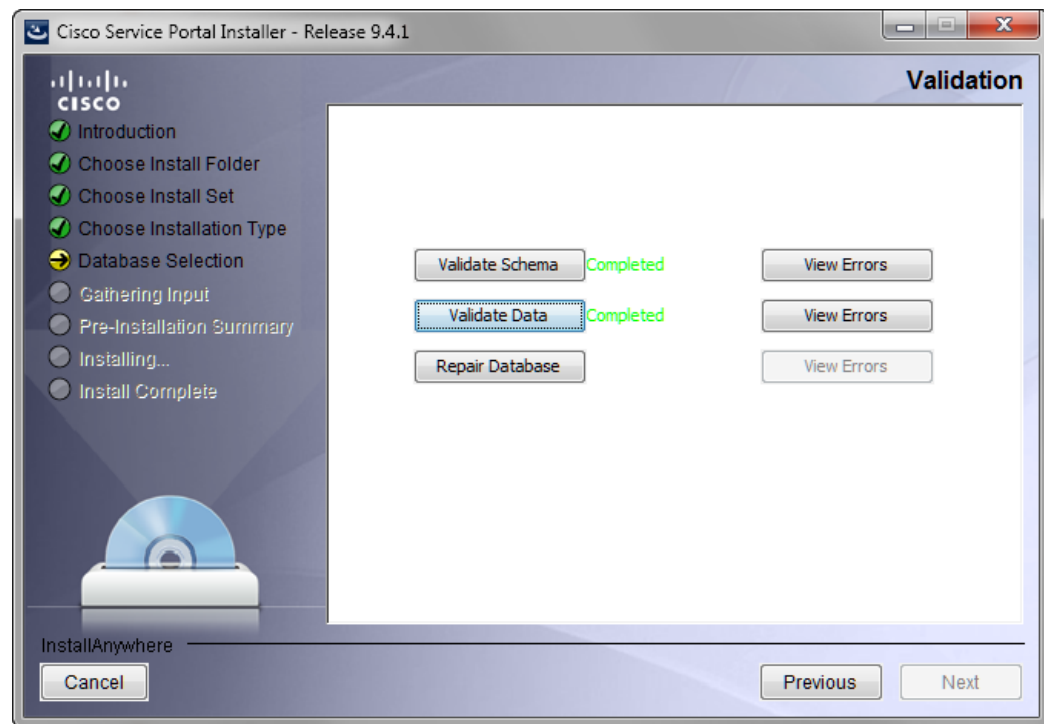 Cisco Service Portal Installer - Release 9.4.1
CISCO
Validation
Introduction
Choose Install Folder
Choose Install Set
Choose Installation Type
Database Selection
Gathering Input
Pre-Installation Summary
Installing...
Install Complete
Validate Schema Completed View Errors
Validate Data Completed View Errors
Repair Database View Errors
InstallAnywhere
Cancel Previous Next